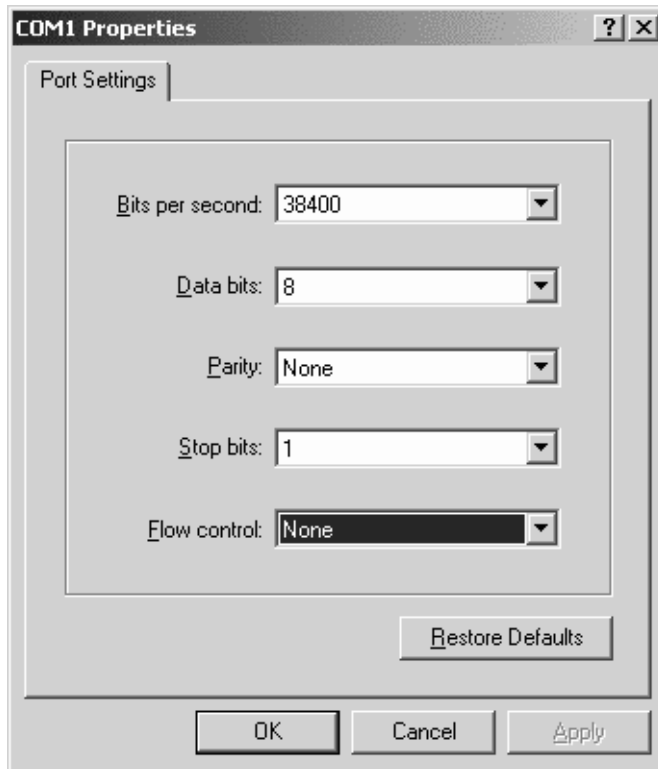 COM1 Properties
Port Settings
Bits per second: 38400
Data bits: 8
Parity: None
Stop bits: 1
Flow control: None
Restore Defaults
OK Cancel Apply